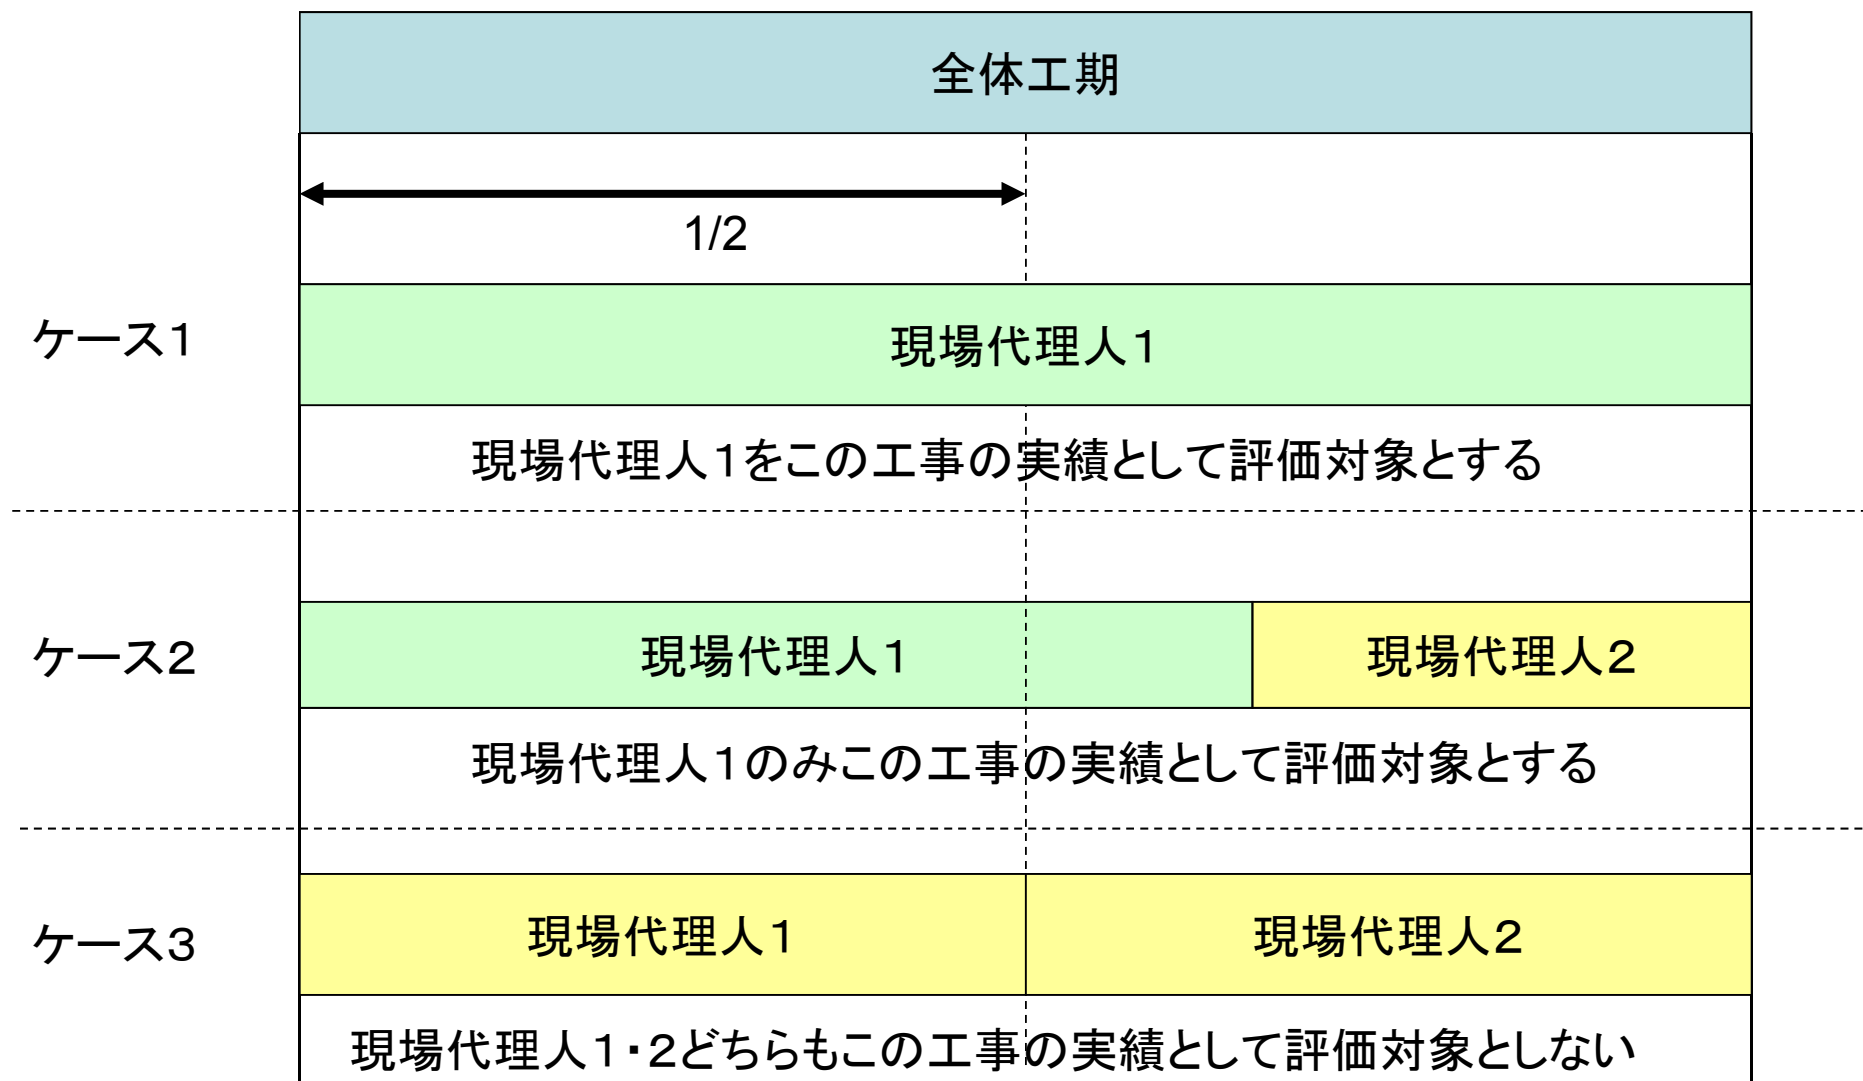 全体工期
1/2
ケース1
現場代理人1
現場代理人1をこの工事の実績として評価対象とする
ケース2
現場代理人1
現場代理人2
現場代理人1のみこの工事の実績として評価対象とする
ケース3
現場代理人1
現場代理人2
現場代理人1・2どちらもこの工事の実績として評価対象としない